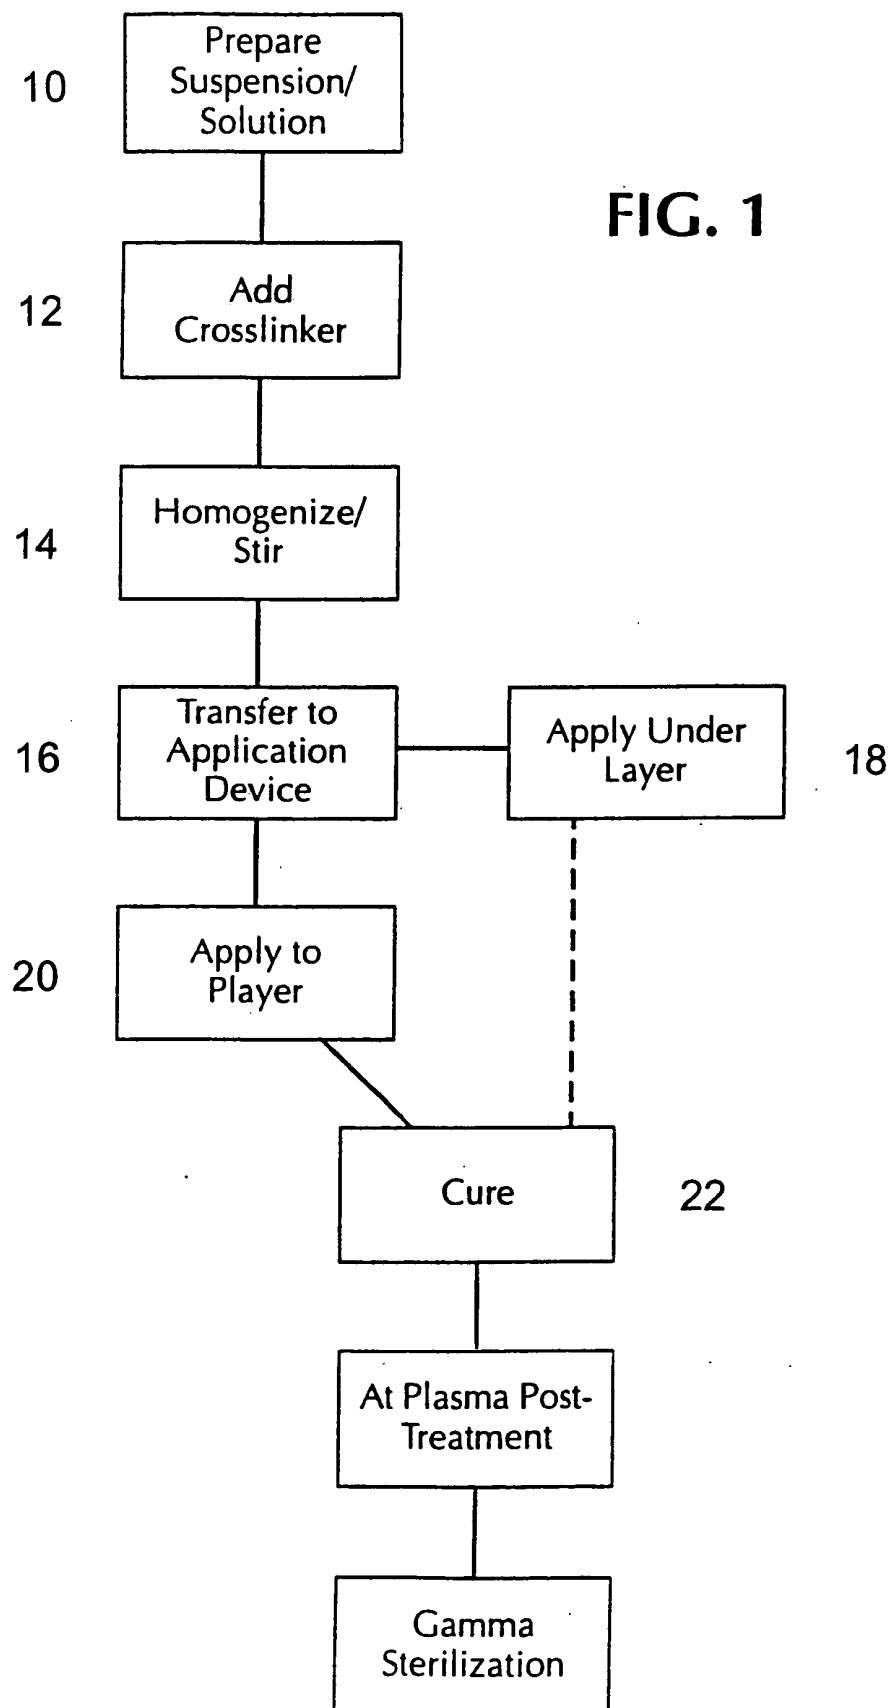 Prepare
Suspension/
Solution
10
FIG. 1
Add
Crosslinker
12
Homogenize/
Stir
14
Transfer to
Application
Device
16
Apply Under
Layer
18
Apply to
Player
20
Cure
22
At Plasma Post-
Treatment
Gamma
Sterilization